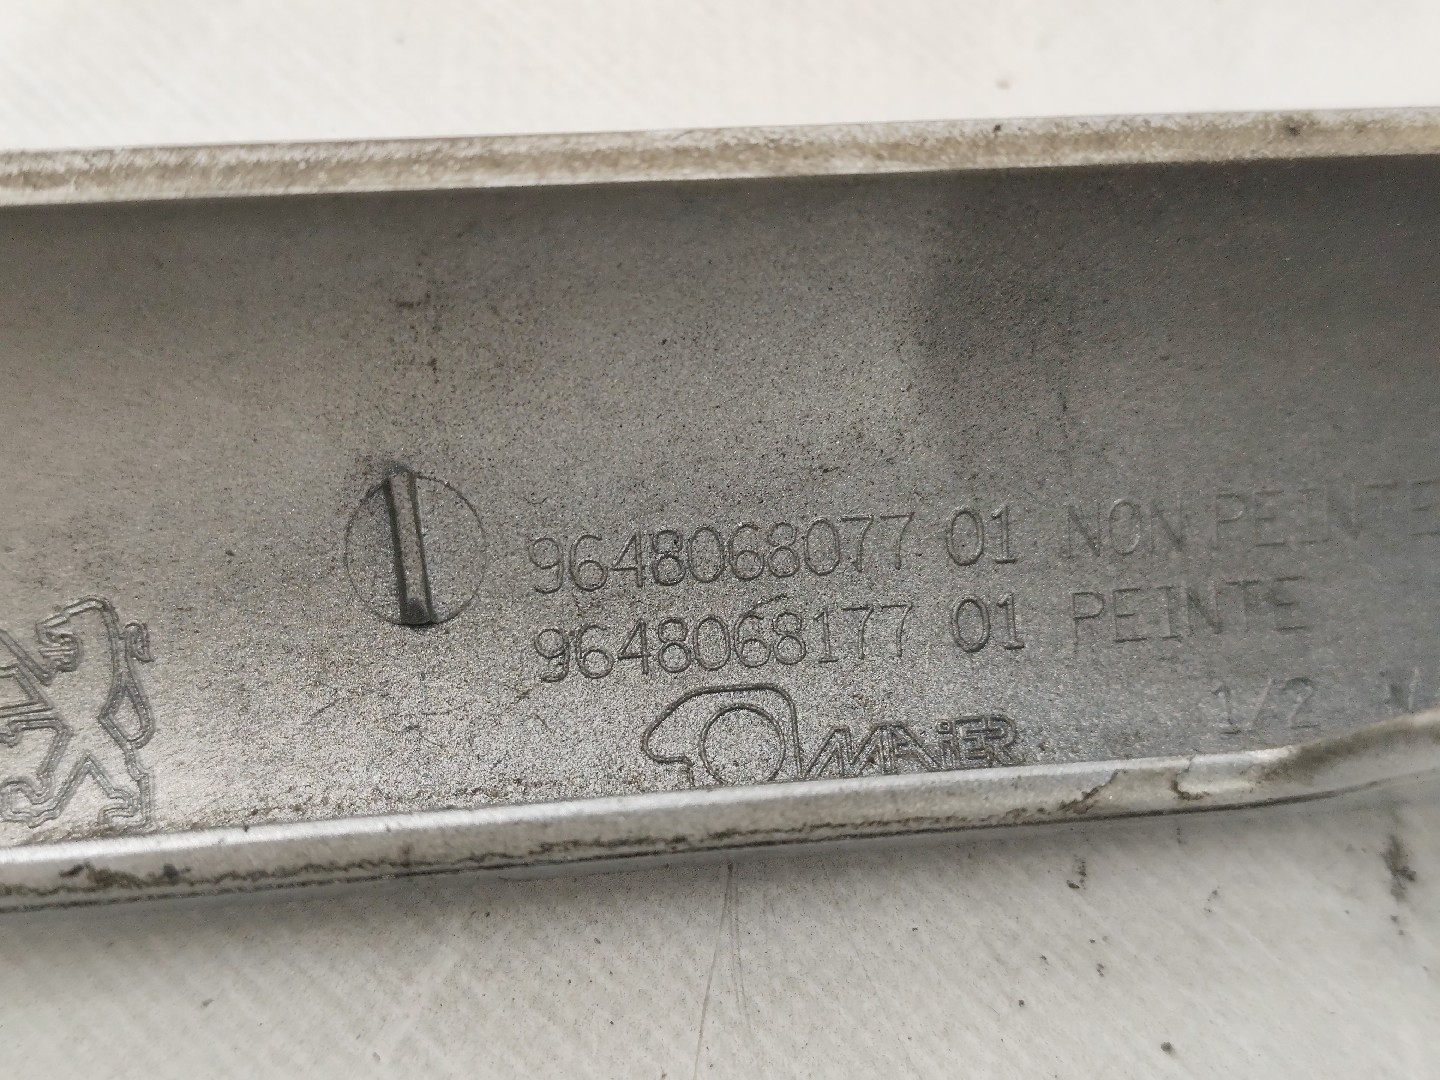 9648068077 01 NON PEINTE
9648068177 01 PEINTE
MAIER
1/2